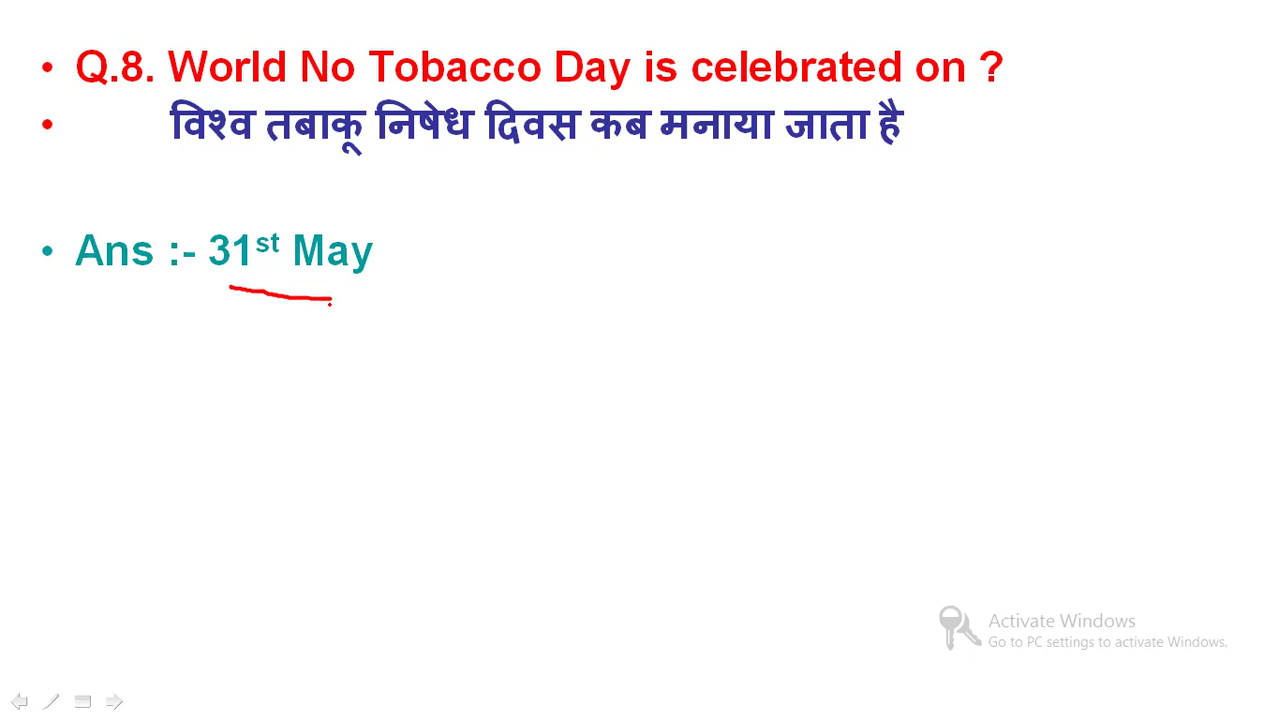 • Q.8. World No Tobacco Day is celebrated on ?
• विश्व तबाकू निषेध दिवस कब मनाया जाता है
• Ans :- 31st May
Activate Windows
Go to PC settings to activate Windows.